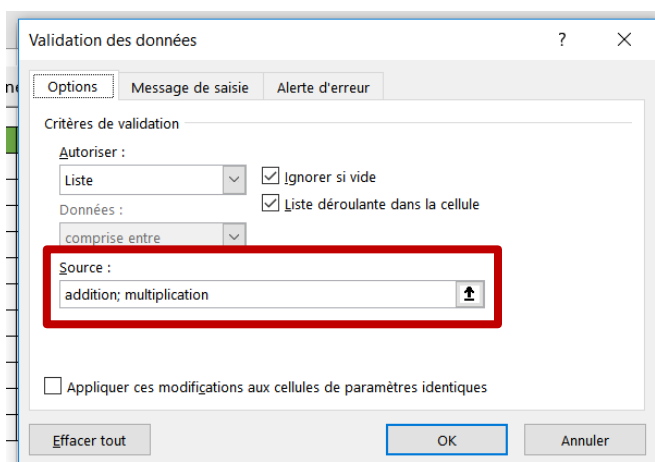 Validation des données ? ×
Options Message de saisie Alerte d'erreur
Critères de validation
Autoriser :
Liste Ignorer si vide
Données : Liste déroulante dans la cellule
comprise entre
Source :
addition; multiplication
Appliquer ces modifications aux cellules de paramètres identiques
Effacer tout OK Annuler